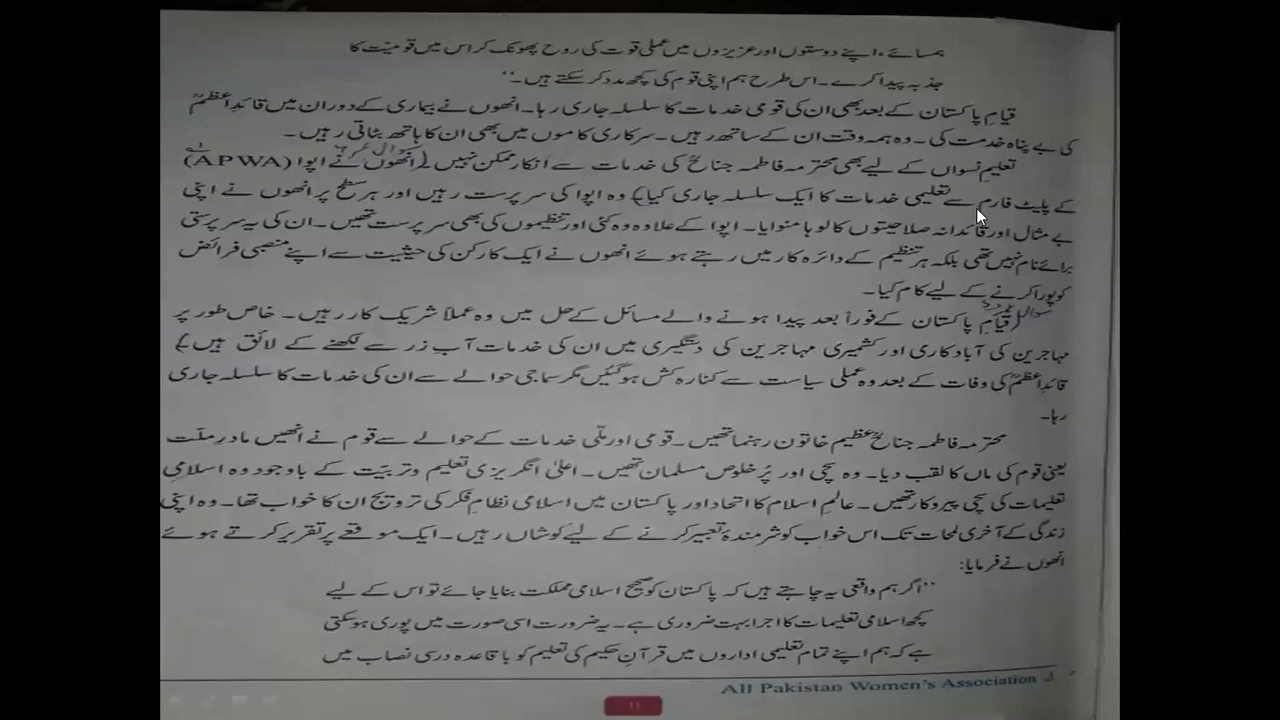 ہمسائے، اپنے دوستوں اور عزیزوں میں عملی قوت کی روح پھونک کر اس میں قومیّت کا
جذبہ پیدا کرے۔ اس طرح ہم اپنی قوم کی کچھ مدد کر سکتے ہیں۔‘‘
قیامِ پاکستان کے بعد بھی ان کی قومی خدمات کا سلسلہ جاری رہا۔ انھوں نے بیماری کے دوران میں قائدِاعظمؒ
کی بے پناہ خدمت کی۔ وہ ہمہ وقت ان کے ساتھ رہیں۔ سرکاری کاموں میں بھی ان کا ہاتھ بٹاتی رہیں۔
تعلیمِ نسواں کے لیے بھی محترمہ فاطمہ جناحؒ کی خدمات سے انکار ممکن نہیں۔ (انھوں نے اپوا (APWA)
کے پلیٹ فارم سے تعلیمی خدمات کا ایک سلسلہ جاری کیا) وہ اپوا کی سرپرست رہیں اور ہر سطح پر انھوں نے اپنی
بے مثال اور قائدانہ صلاحیتوں کا لوہا منوایا۔ اپوا کے علاوہ وہ کئی اور تنظیموں کی بھی سرپرست تھیں۔ ان کی یہ سرپرستی
برائے نام نہیں تھی بلکہ ہر تنظیم کے دائرہ کار میں رہتے ہوئے انھوں نے ایک کارکن کی حیثیت سے اپنے منصبی فرائض
کو پورا کرنے کے لیے کام کیا۔
سوال
(قیامِ پاکستان کے فوراً بعد پیدا ہونے والے مسائل کے حل میں وہ عملاً شریک کار رہیں۔ خاص طور پر
مہاجرین کی آبادکاری اور کشمیری مہاجرین کی دستگیری میں ان کی خدمات آب زر سے لکھنے کے لائق ہیں۔)
قائدِاعظمؒ کی وفات کے بعد وہ عملی سیاست سے کنارہ کش ہوگئیں مگر سماجی حوالے سے ان کی خدمات کا سلسلہ جاری
رہا۔
محترمہ فاطمہ جناحؒ عظیم خاتون رہنما تھیں۔ قومی اور ملّی خدمات کے حوالے سے قوم نے انھیں مادرِ ملّت
یعنی قوم کی ماں کا لقب دیا۔ وہ سچی اور پُرخلوص مسلمان تھیں۔ اعلیٰ انگریزی تعلیم و تربیّت کے باوجود وہ اسلامی
تعلیمات کی سچی پیروکار تھیں۔ عالمِ اسلام کا اتحاد اور پاکستان میں اسلامی نظامِ فکر کی ترویج ان کا خواب تھا۔ وہ اپنی
زندگی کے آخری لمحات تک اس خواب کو شرمندۂ تعبیر کرنے کے لیے کوشاں رہیں۔ ایک موقعے پر تقریر کرتے ہوئے
انھوں نے فرمایا:
’’اگر ہم واقعی یہ چاہتے ہیں کہ پاکستان کو صحیح اسلامی مملکت بنایا جائے تو اس کے لیے
کچھ اسلامی تعلیمات کا اجرا بہت ضروری ہے۔ یہ ضرورت اسی صورت میں پوری ہوسکتی
ہے کہ ہم اپنے تمام تعلیمی اداروں میں قرآنِ حکیم کی تعلیم کو باقاعدہ درسی نصاب میں
All Pakistan Women's Association
11